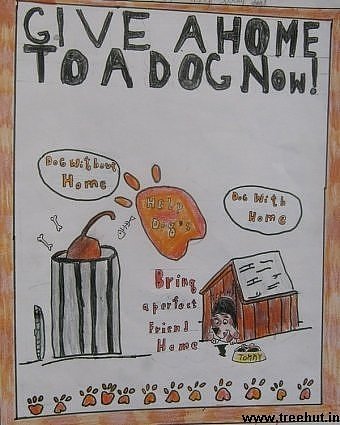 GIVE A HOME
TO A DOG NOW!
Dog Without
Home
Help
Dog's
Dog With
Home
Bring
a perfect
Friend
Home
TOMMY
www.treehut.in